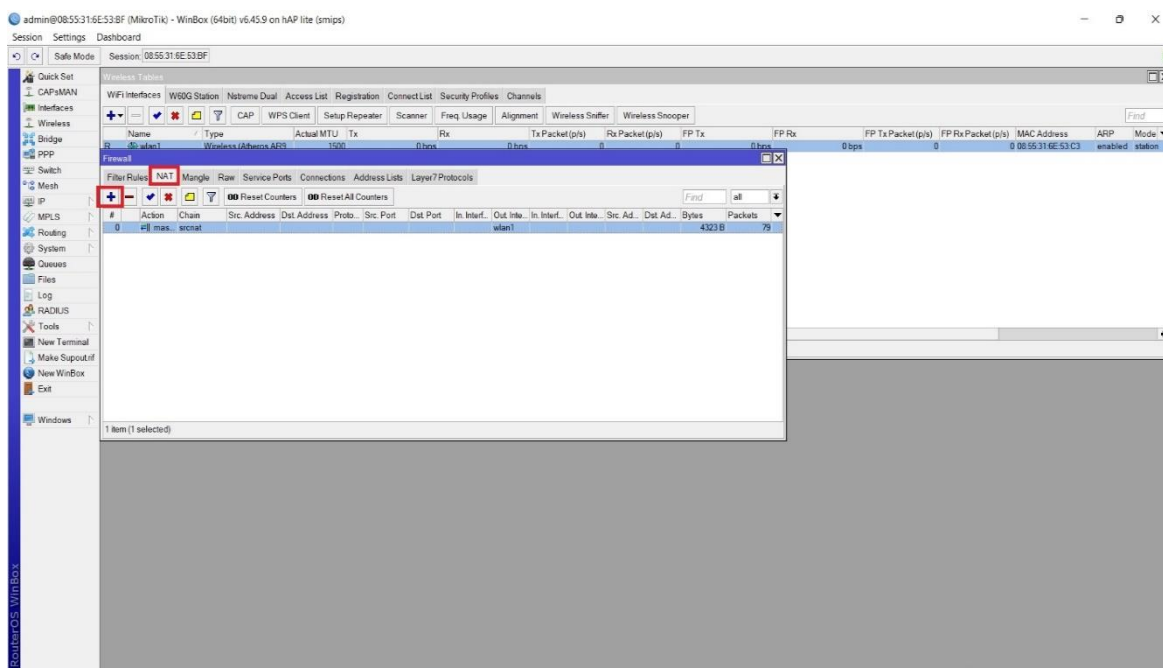 admin@08:55:31:6E:53:BF (MikroTik) - WinBox (64bit) v6.45.9 on hAP lite (smips)
Session Settings Dashboard
Safe Mode Session: 08:55:31:6E:53:BF
Quick Set
CAPsMAN
Interfaces
Wireless
Bridge
PPP
Switch
Mesh
IP
MPLS
Routing
System
Queues
Files
Log
RADIUS
Tools
New Terminal
Make Supout.rif
New WinBox
Exit
Windows
RouterOS WinBox
Wireless Tables
WiFi Interfaces W60G Station Nstreme Dual Access List Registration Connect List Security Profiles Channels
CAP WPS Client Setup Repeater Scanner Freq. Usage Alignment Wireless Sniffer Wireless Snooper Find
Name Type Actual MTU Tx Rx Tx Packet (p/s) Rx Packet (p/s) FP Tx FP Rx FP Tx Packet (p/s) FP Rx Packet (p/s) MAC Address ARP Mode
R wlan1 Wireless (Atheros AR9... 1500 0 bps 0 bps 0 0 0 bps 0 bps 0 0 08:55:31:6E:53:C3 enabled station
Firewall
Filter Rules NAT Mangle Raw Service Ports Connections Address Lists Layer7 Protocols
00 Reset Counters 00 Reset All Counters Find all
# Action Chain Src. Address Dst. Address Proto... Src. Port Dst. Port In. Interf... Out. Inte... In. Interf... Out. Inte... Src. Ad... Dst. Ad... Bytes Packets
0 mas... srcnat wlan1 4323 B 79
1 item (1 selected)